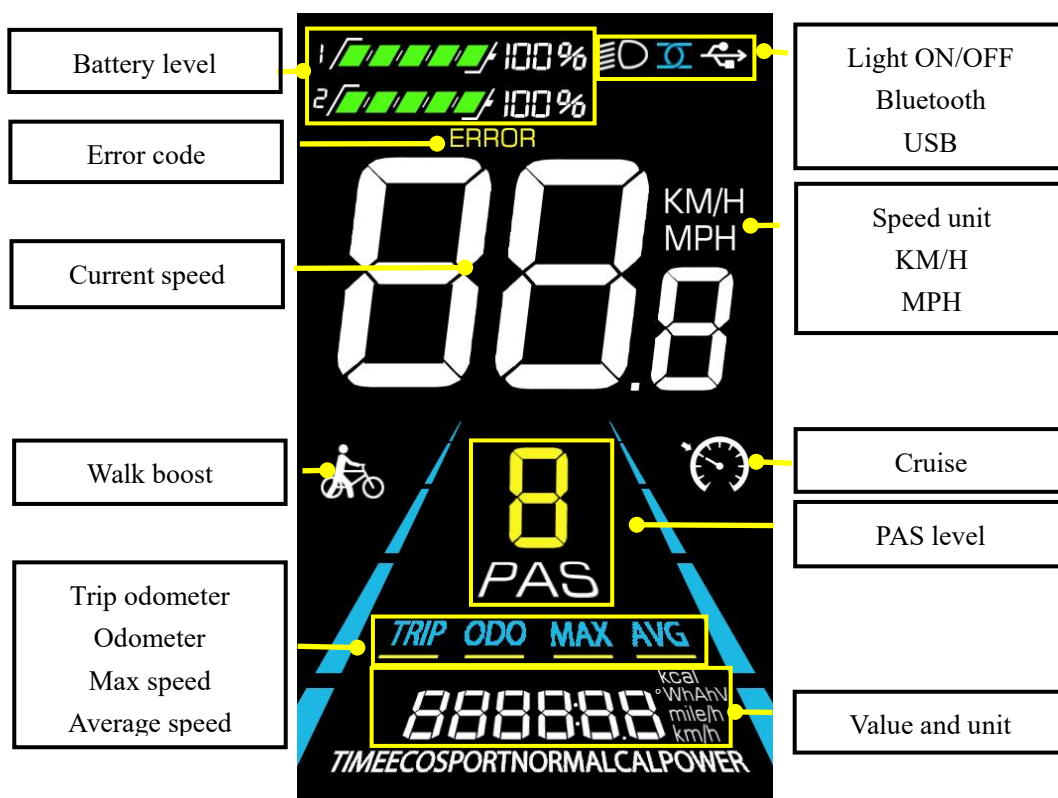 Battery level
Error code
Current speed
Walk boost
Trip odometer
Odometer
Max speed
Average speed
1 100%
2 100%
ERROR
88.8
KM/H
MPH
8
PAS
TRIP ODO MAX AVG
888888.8
kcal
°WhAhV
mile/h
km/h
TIMEECOSPORTNORMALCALPOWER
Light ON/OFF
Bluetooth
USB
Speed unit
KM/H
MPH
Cruise
PAS level
Value and unit